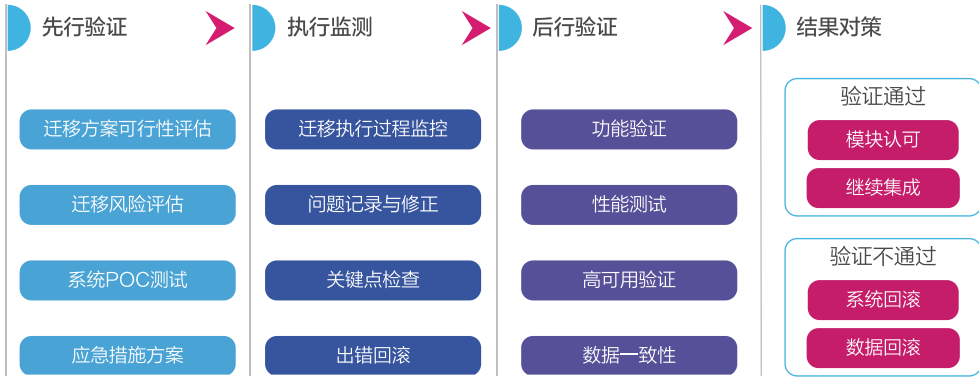 先行验证
迁移方案可行性评估
迁移风险评估
系统POC测试
应急措施方案
执行监测
迁移执行过程监控
问题记录与修正
关键点检查
出错回滚
后行验证
功能验证
性能测试
高可用验证
数据一致性
结果对策
验证通过
模块认可
继续集成
验证不通过
系统回滚
数据回滚